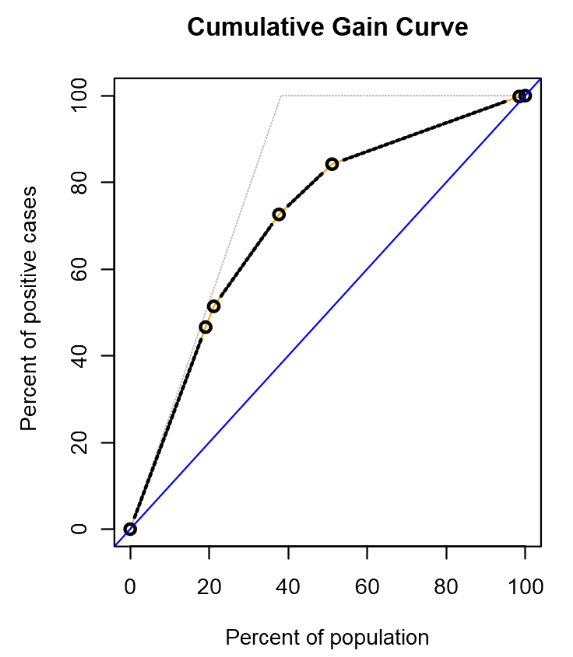 Cumulative Gain Curve
100
80
60
40
20
0
Percent of positive cases
0 20 40 60 80 100
Percent of population